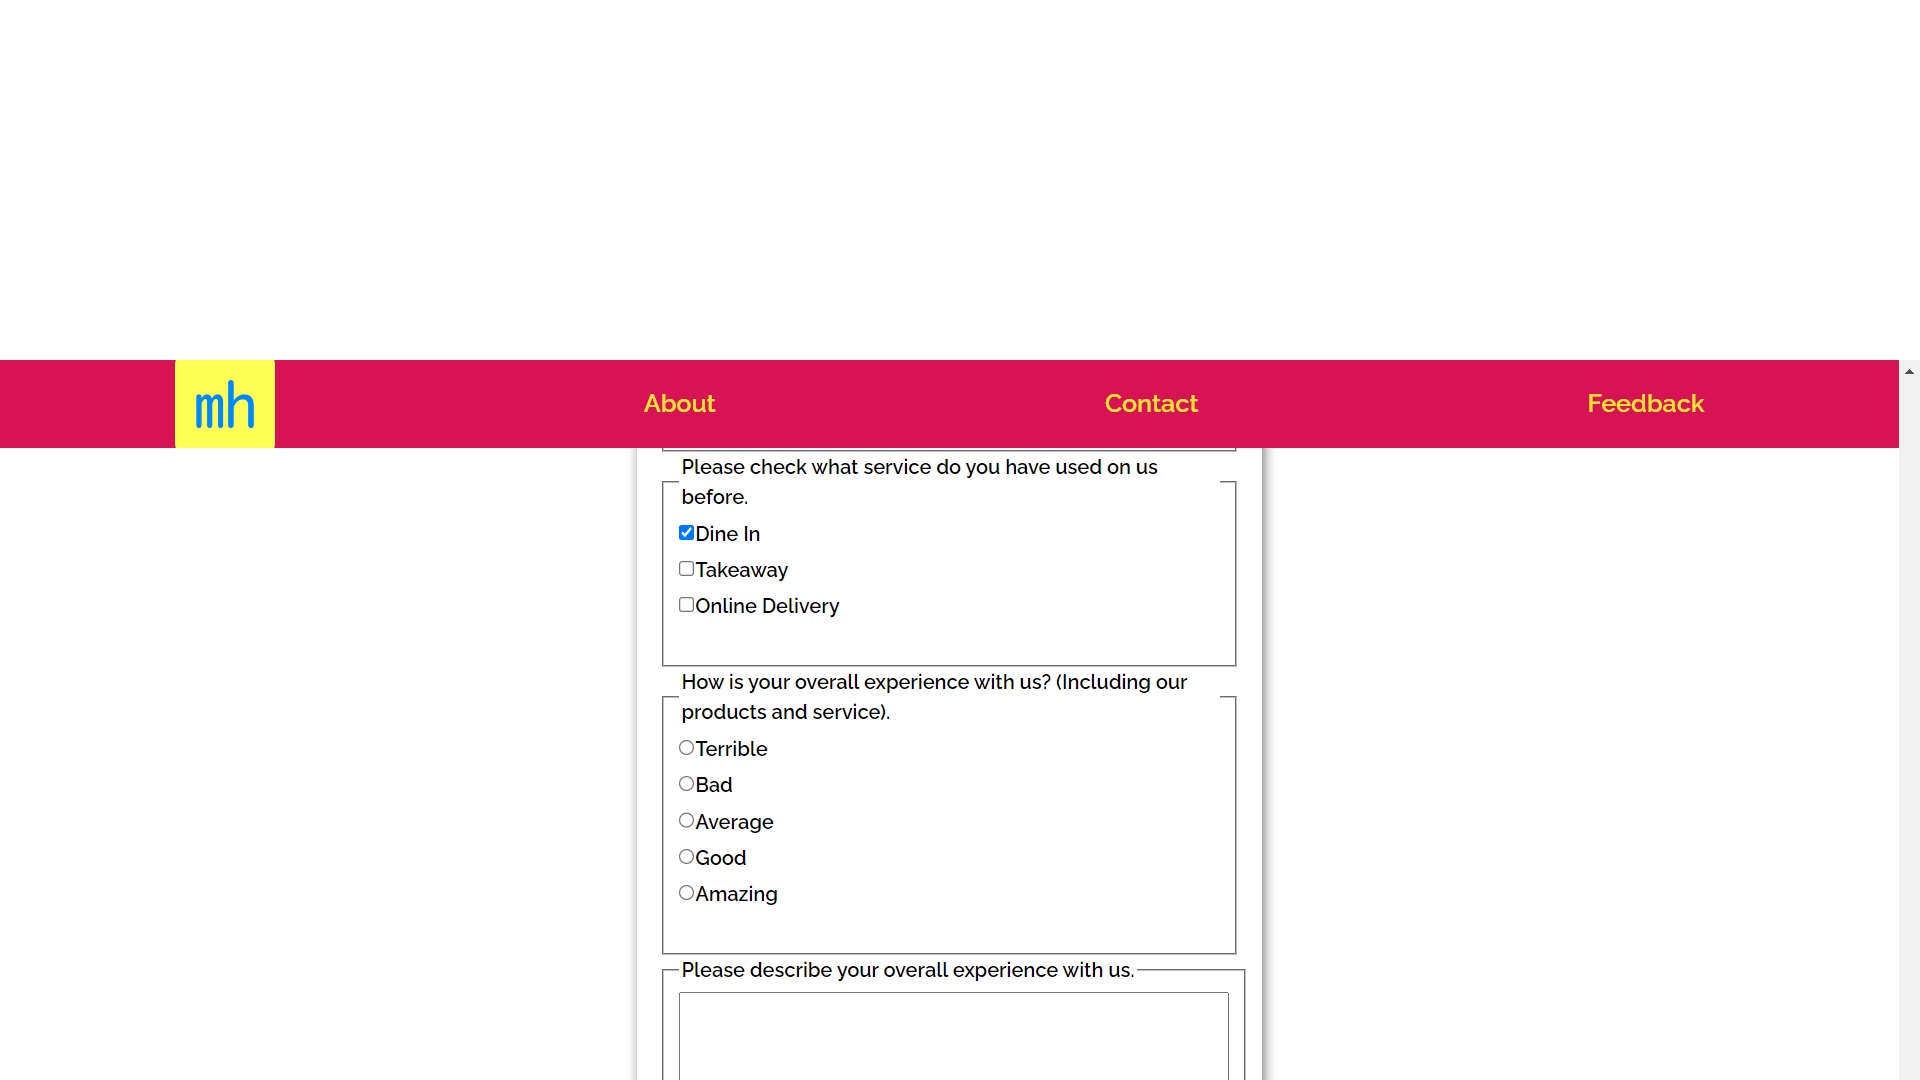 mh
About
Contact
Feedback
Please check what service do you have used on us
before.
Dine In
Takeaway
Online Delivery
How is your overall experience with us? (Including our
products and service).
Terrible
Bad
Average
Good
Amazing
Please describe your overall experience with us.